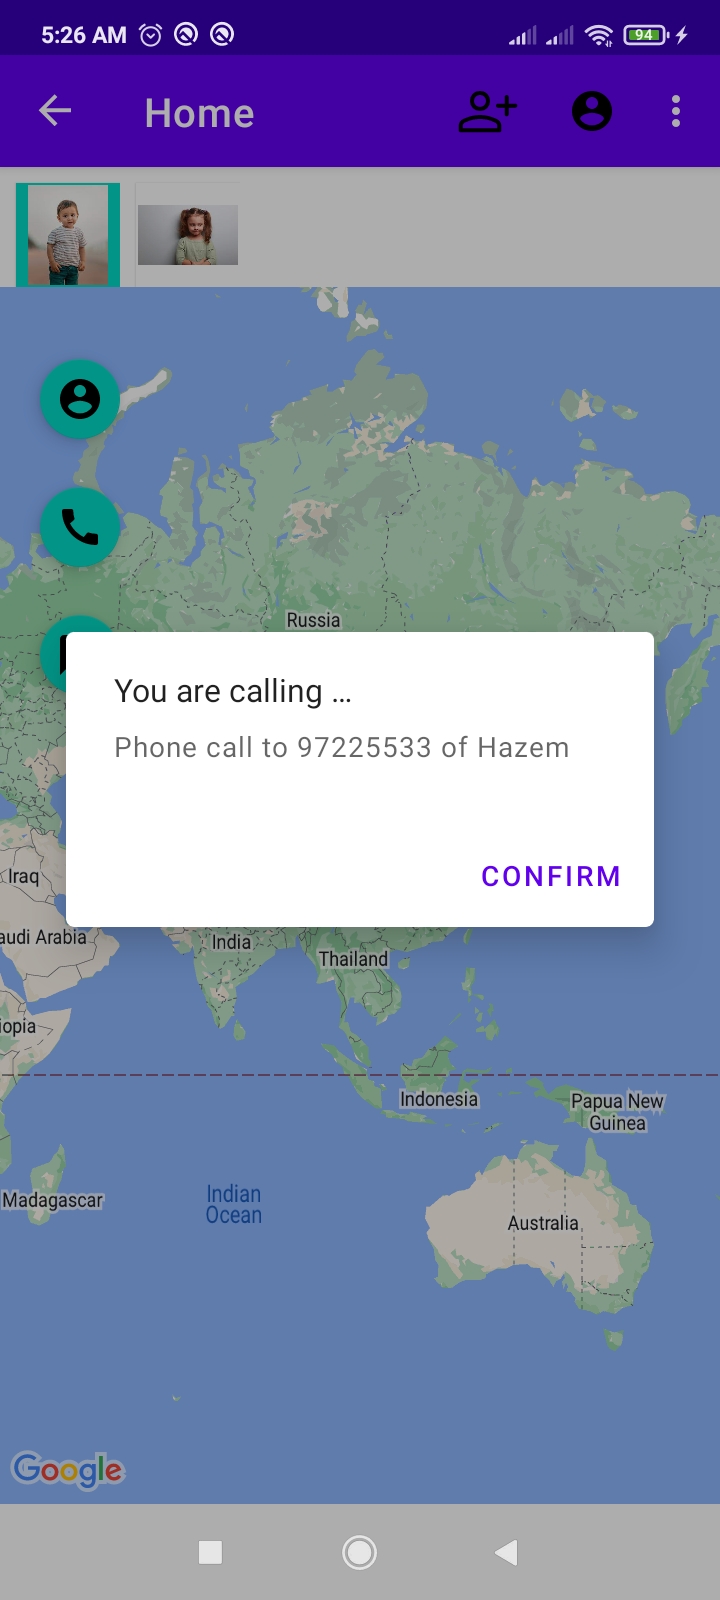 5:26 AM
94
Home
Russia
You are calling ...
Phone call to 97225533 of Hazem
CONFIRM
Iraq
audi Arabia
India
Thailand
iopia
Indonesia
Papua New
Guinea
Madagascar
Indian
Ocean
Australia
Google